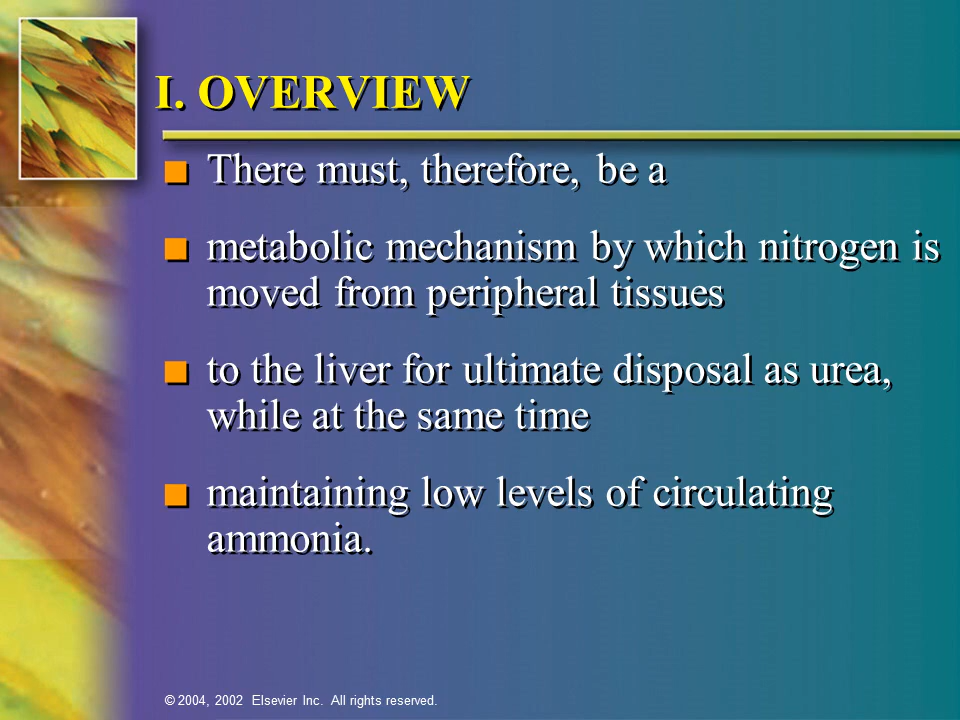 I. OVERVIEW
■ There must, therefore, be a
■ metabolic mechanism by which nitrogen is
moved from peripheral tissues
■ to the liver for ultimate disposal as urea,
while at the same time
■ maintaining low levels of circulating
ammonia.
© 2004, 2002 Elsevier Inc. All rights reserved.